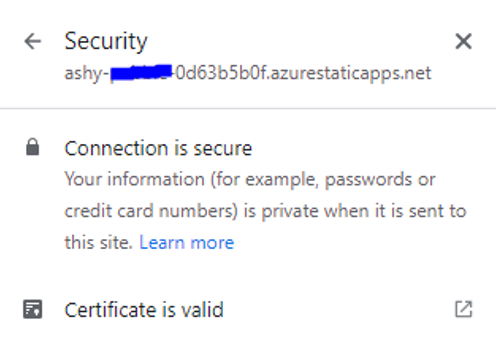 Security
ashy- -0d63b5b0f.azurestaticapps.net
Connection is secure
Your information (for example, passwords or
credit card numbers) is private when it is sent to
this site. Learn more
Certificate is valid